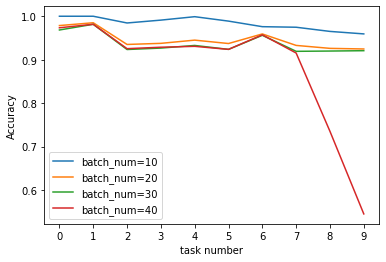 1.0
0.9
0.8
0.7
0.6
Accuracy
batch_num=10
batch_num=20
batch_num=30
batch_num=40
0 1 2 3 4 5 6 7 8 9
task number